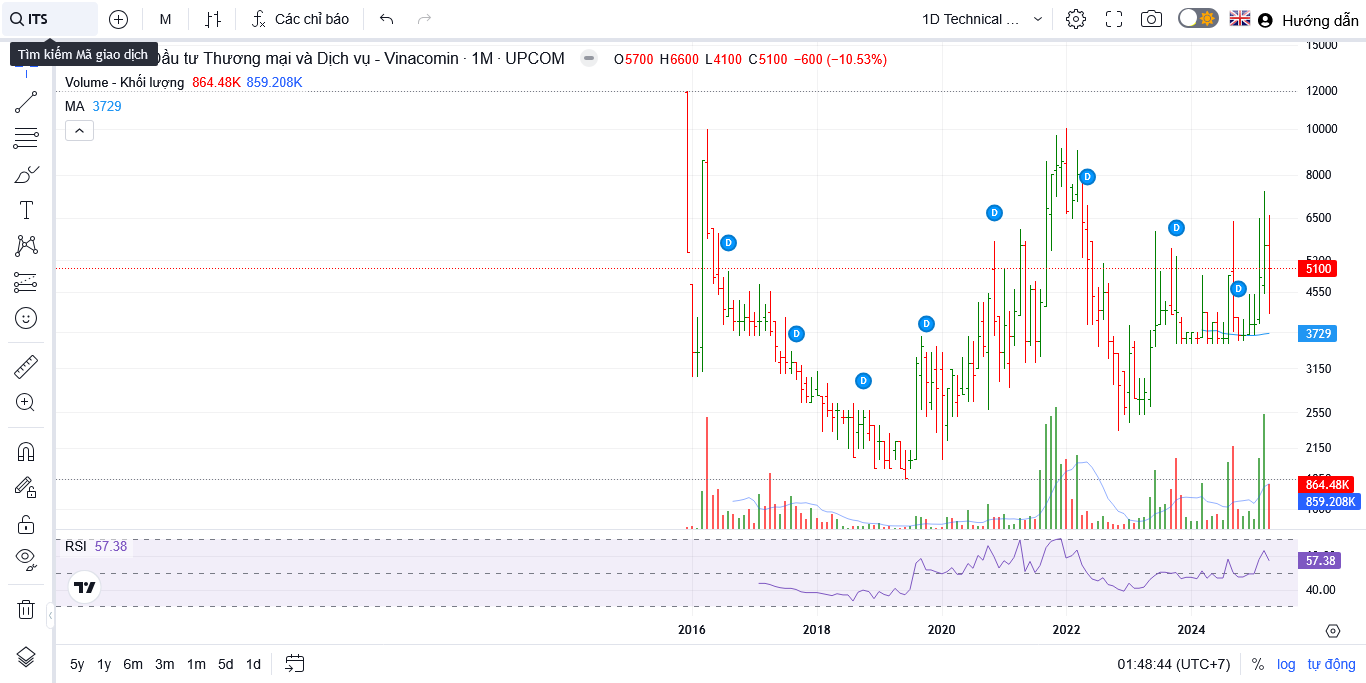 ITS
M
Các chỉ báo
1D Technical ...
Hướng dẫn
Tìm kiếm Mã giao dịch
Đầu tư Thương mại và Dịch vụ - Vinacomin · 1M · UPCOM
O5700 H6600 L4100 C5100 −600 (−10.53%)
Volume - Khối lượng 864.48K 859.208K
MA 3729
15000
12000
10000
8000
6500
5100
4550
3729
3150
2550
2150
864.48K
859.208K
D
D
D
D
D
D
D
D
RSI 57.38
57.38
40.00
2016 2018 2020 2022 2024
5y 1y 6m 3m 1m 5d 1d
01:48:44 (UTC+7)
% log tự động